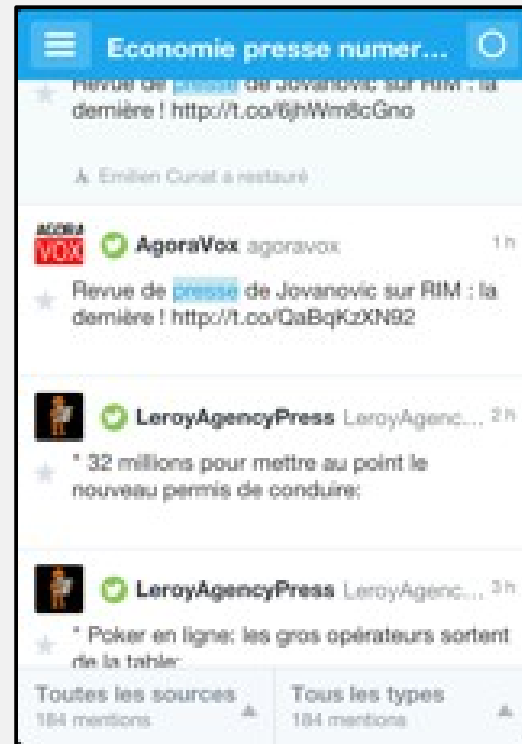 Economie presse numer...
Revue de presse de Jovanovic sur RIM : la
dernière ! http://t.co/6jhWm8cGno
Emilien Cunat a restauré
AGORA
VOX
AgoraVox agoravox 1 h
Revue de presse de Jovanovic sur RIM : la
dernière ! http://t.co/QaBqKzXN92
LeroyAgencyPress LeroyAgenc... 2 h
* 32 millions pour mettre au point le
nouveau permis de conduire:
LeroyAgencyPress LeroyAgenc... 3 h
* Poker en ligne: les gros opérateurs sortent
de la table:
Toutes les sources
184 mentions
Tous les types
184 mentions